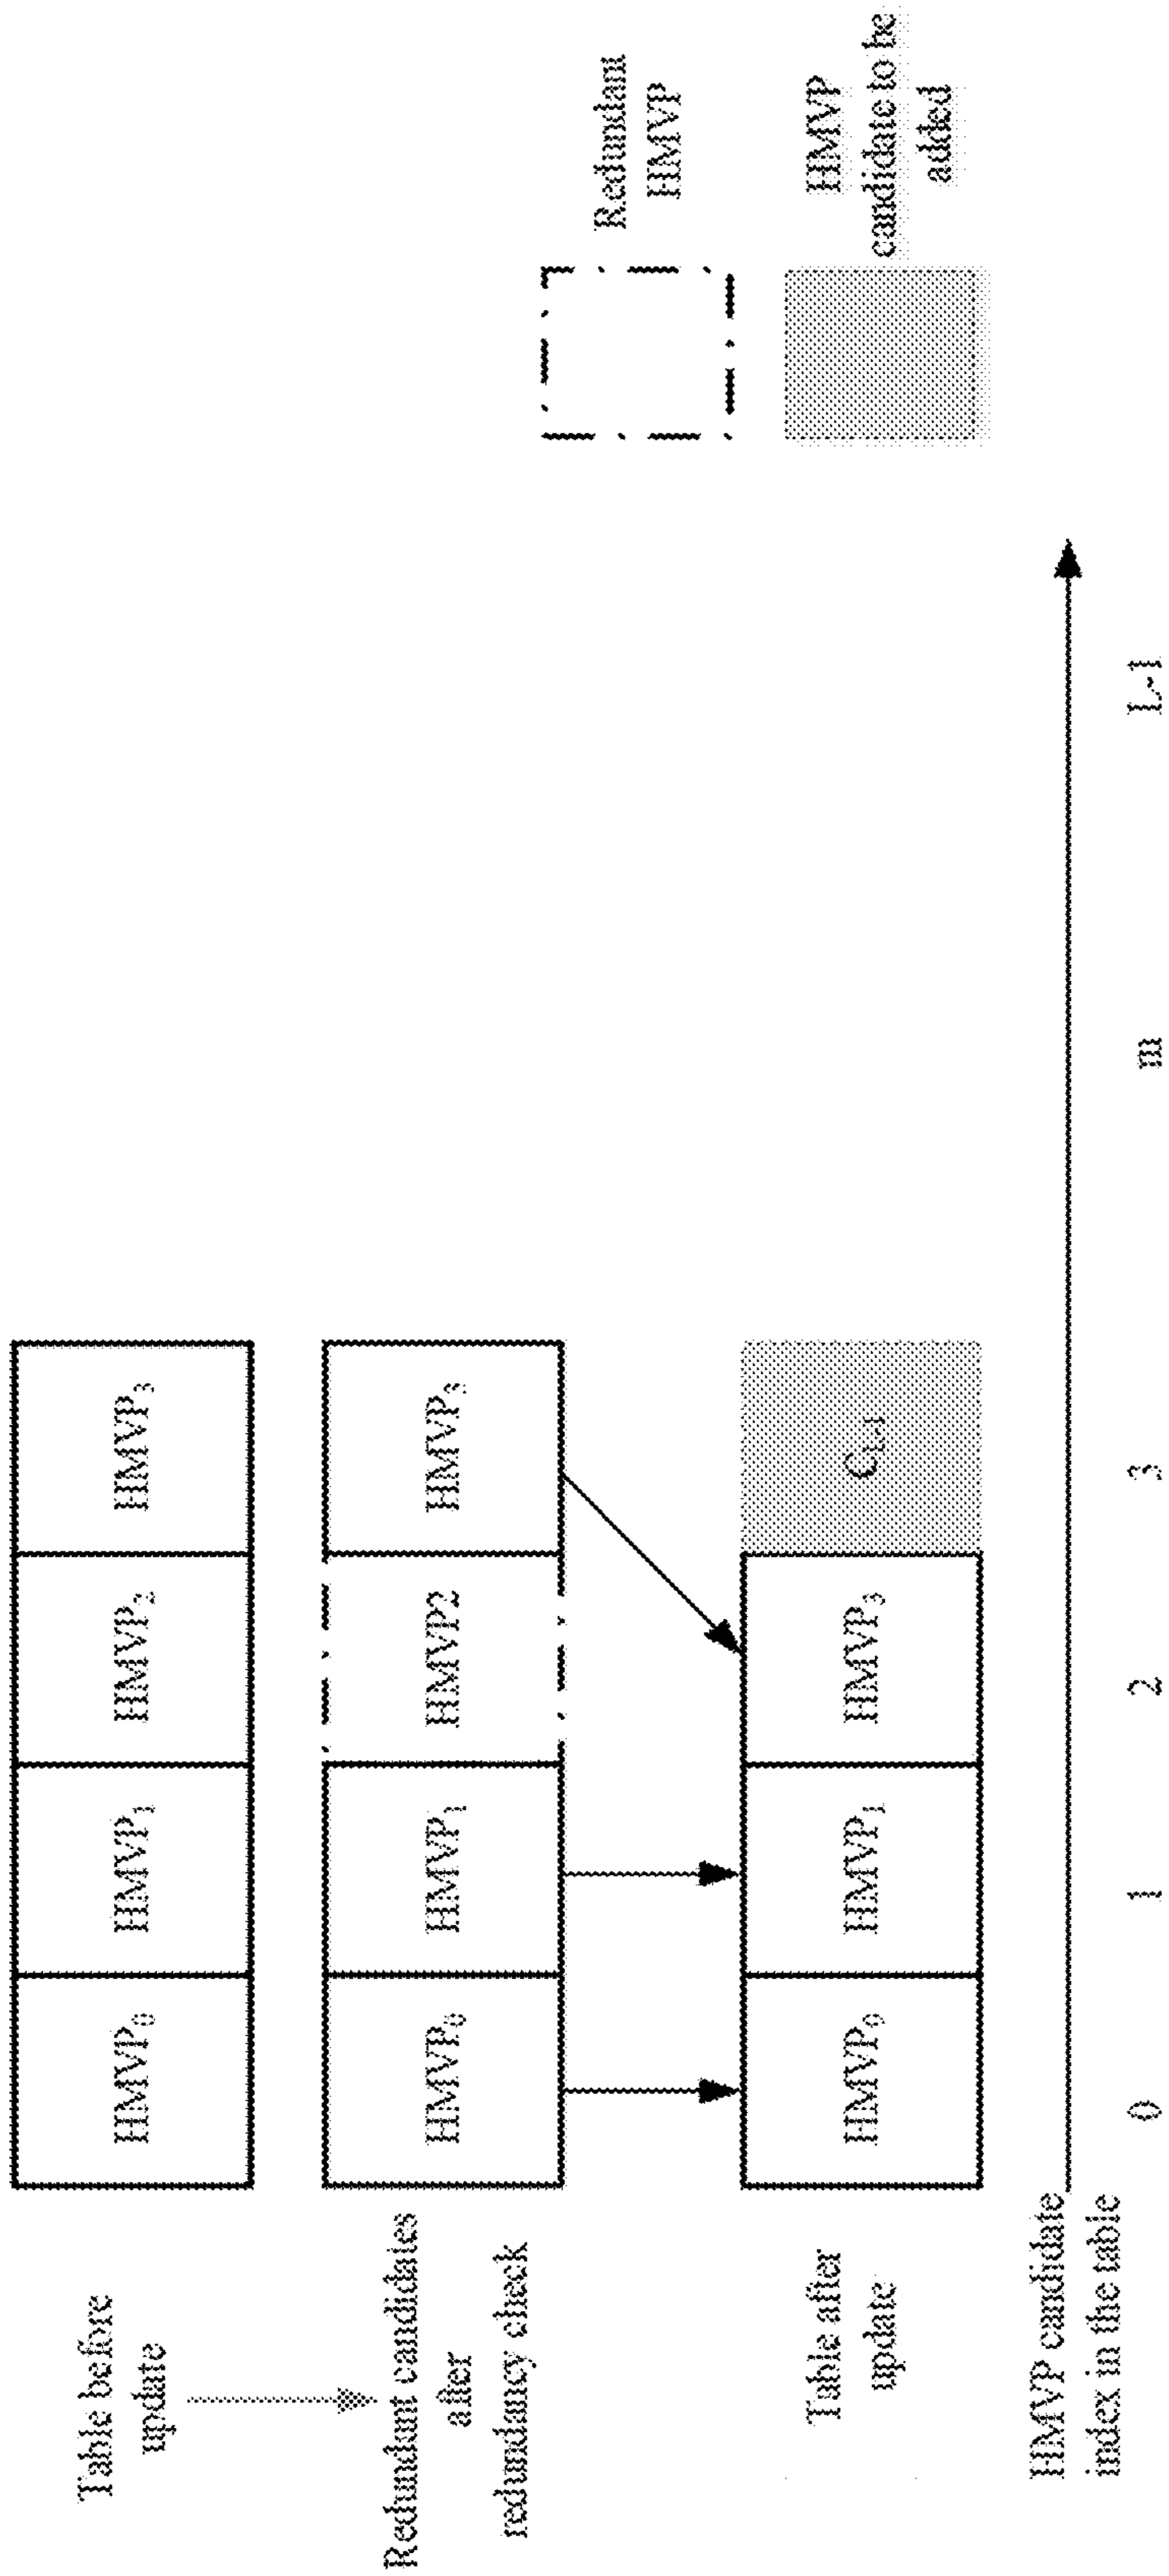 Table before
update
HMVP₀
HMVP₁
HMVP₂
HMVP₃
Redundant candidates
after
redundancy check
HMVP₀
HMVP₁
HMVP2
HMVP₃
Table after
update
HMVP₀
HMVP₁
HMVP₃
C_L-1
HMVP candidate
index in the table
0
1
2
3
m
L-1
Redundant
HMVP
HMVP
candidate to be
added